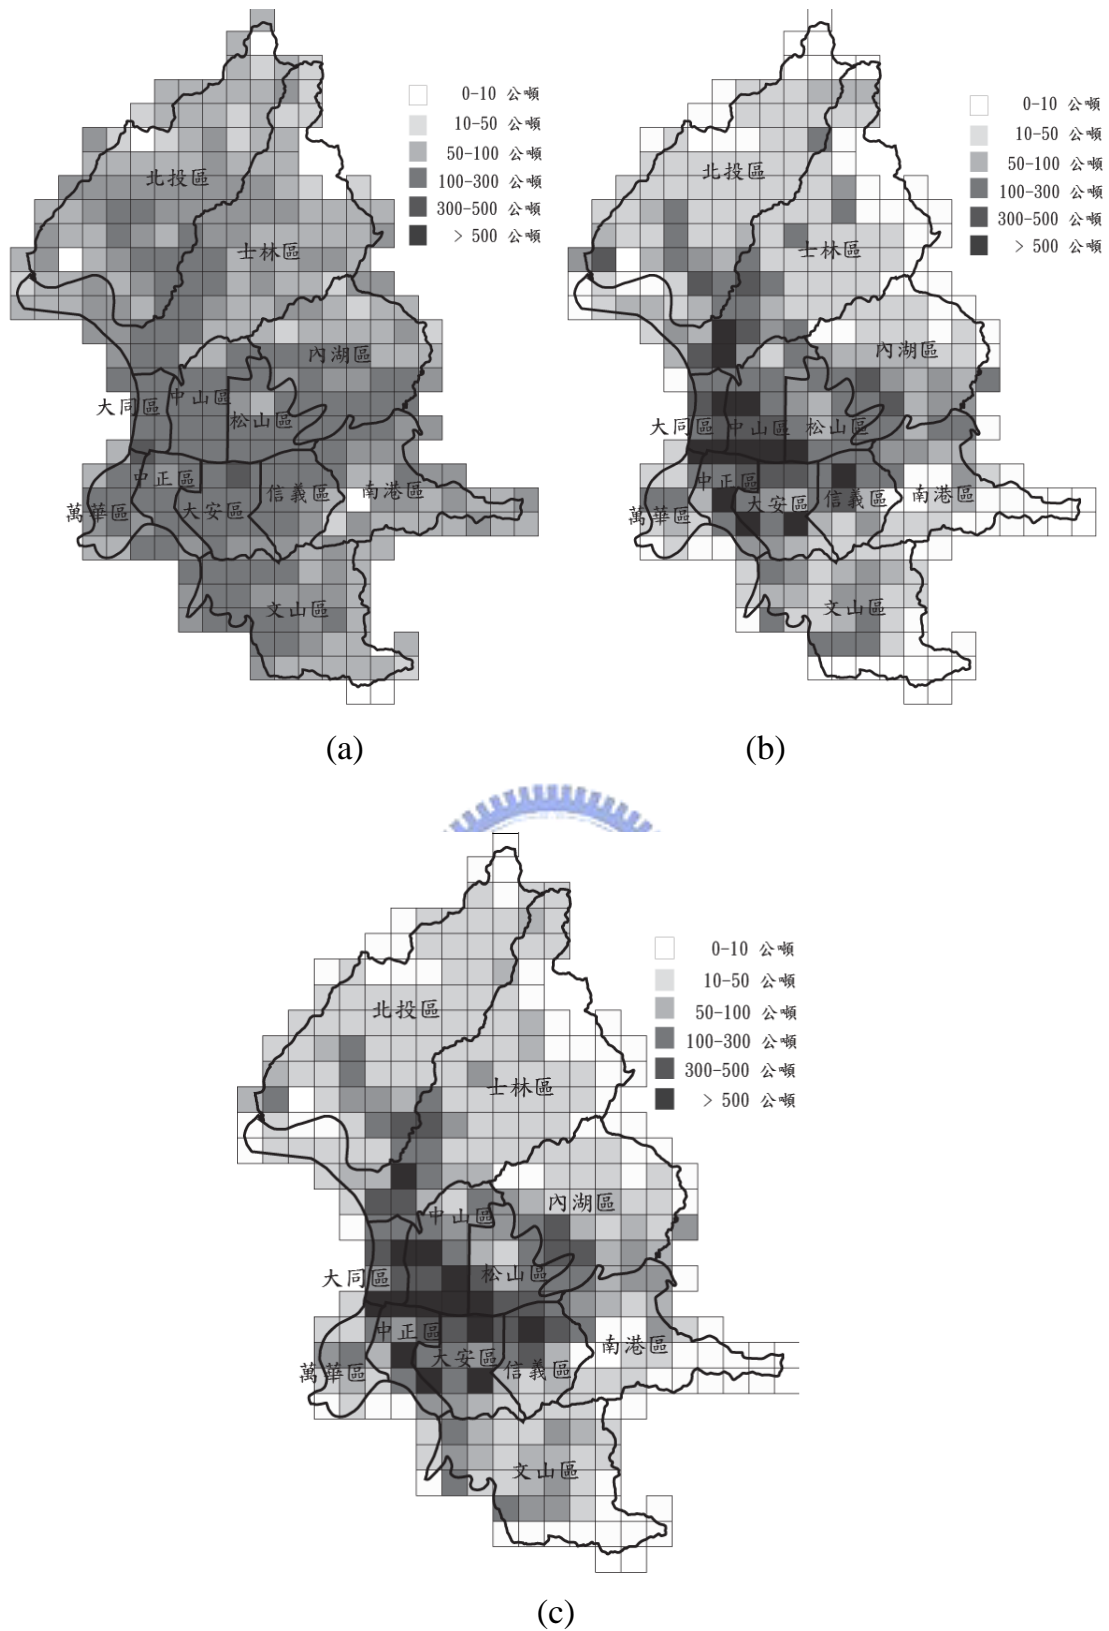 0-10 公噸
10-50 公噸
50-100 公噸
100-300 公噸
300-500 公噸
> 500 公噸
北投區
士林區
內湖區
中山區
大同區
松山區
中正區
信義區
南港區
大安區
萬華區
文山區
(a)
0-10 公噸
10-50 公噸
50-100 公噸
100-300 公噸
300-500 公噸
> 500 公噸
北投區
士林區
內湖區
大同區
中山區
松山區
中正區
信義區
南港區
大安區
萬華區
文山區
(b)
0-10 公噸
10-50 公噸
50-100 公噸
100-300 公噸
300-500 公噸
> 500 公噸
北投區
士林區
內湖區
中山區
大同區
松山區
中正區
南港區
大安區
信義區
萬華區
文山區
(c)